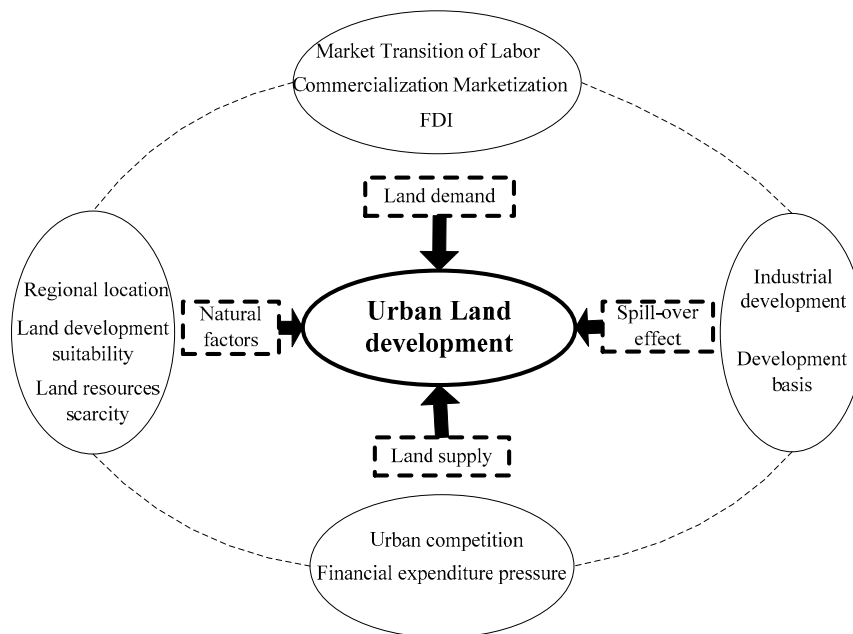 Market Transition of Labor
Commercialization Marketization
FDI
Land demand
Regional location
Land development
suitability
Land resources
scarcity
Natural
factors
Urban Land
development
Spill-over
effect
Industrial
development
Development
basis
Land supply
Urban competition
Financial expenditure pressure